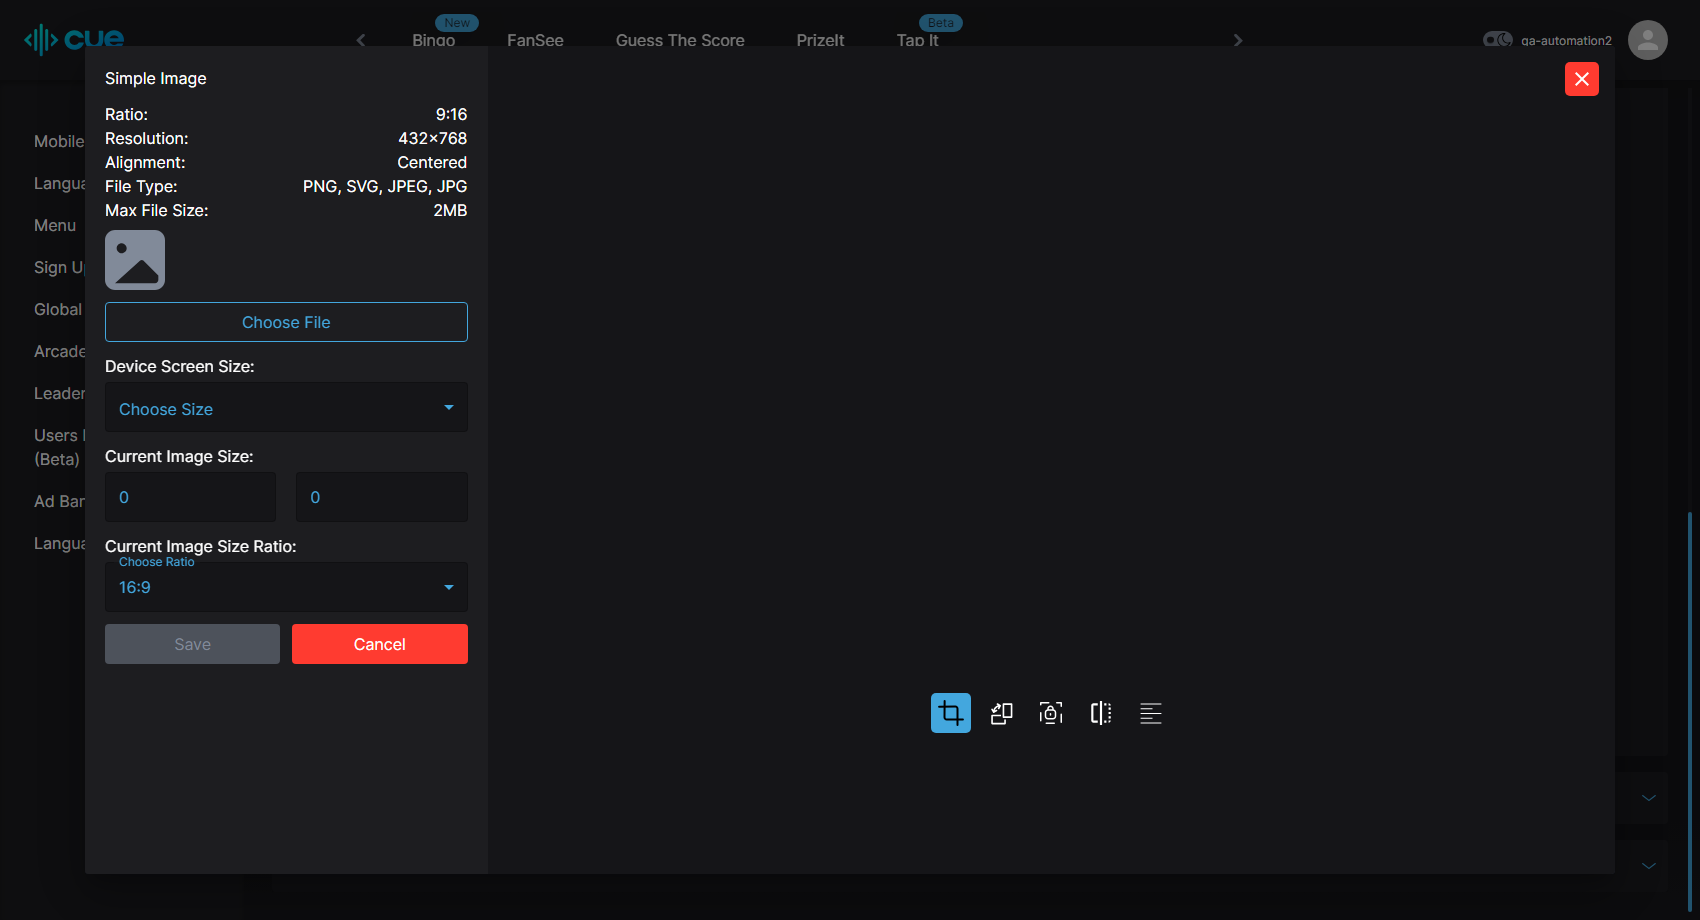 cue
New
Bingo
FanSee
Guess The Score
PrizeIt
Beta
Tap It
qa-automation2
Mobile
Langua
Menu
Sign Up
Global
Arcade
Leader
Users
(Beta)
Ad Ban
Langua
Simple Image
Ratio: 9:16
Resolution: 432×768
Alignment: Centered
File Type: PNG, SVG, JPEG, JPG
Max File Size: 2MB
Choose File
Device Screen Size:
Choose Size
Current Image Size:
0 0
Current Image Size Ratio:
Choose Ratio
16:9
Save Cancel